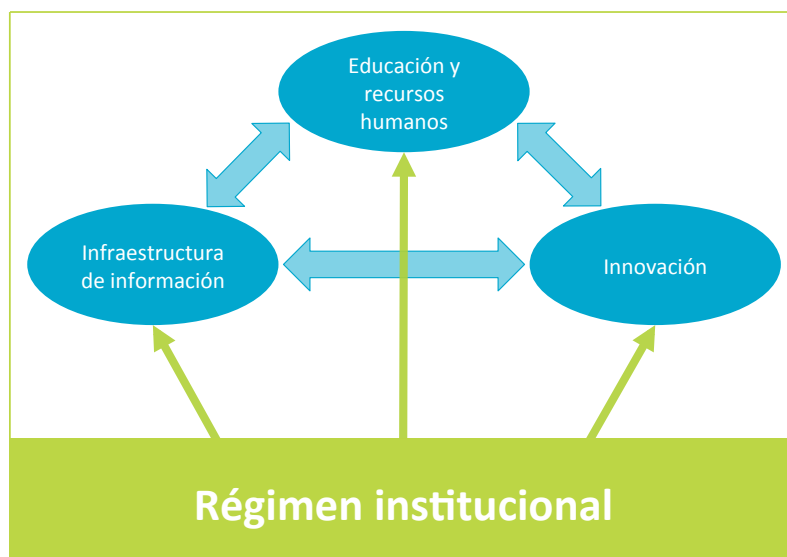 Educación y
recursos
humanos
Infraestructura
de información
Innovación
Régimen institucional